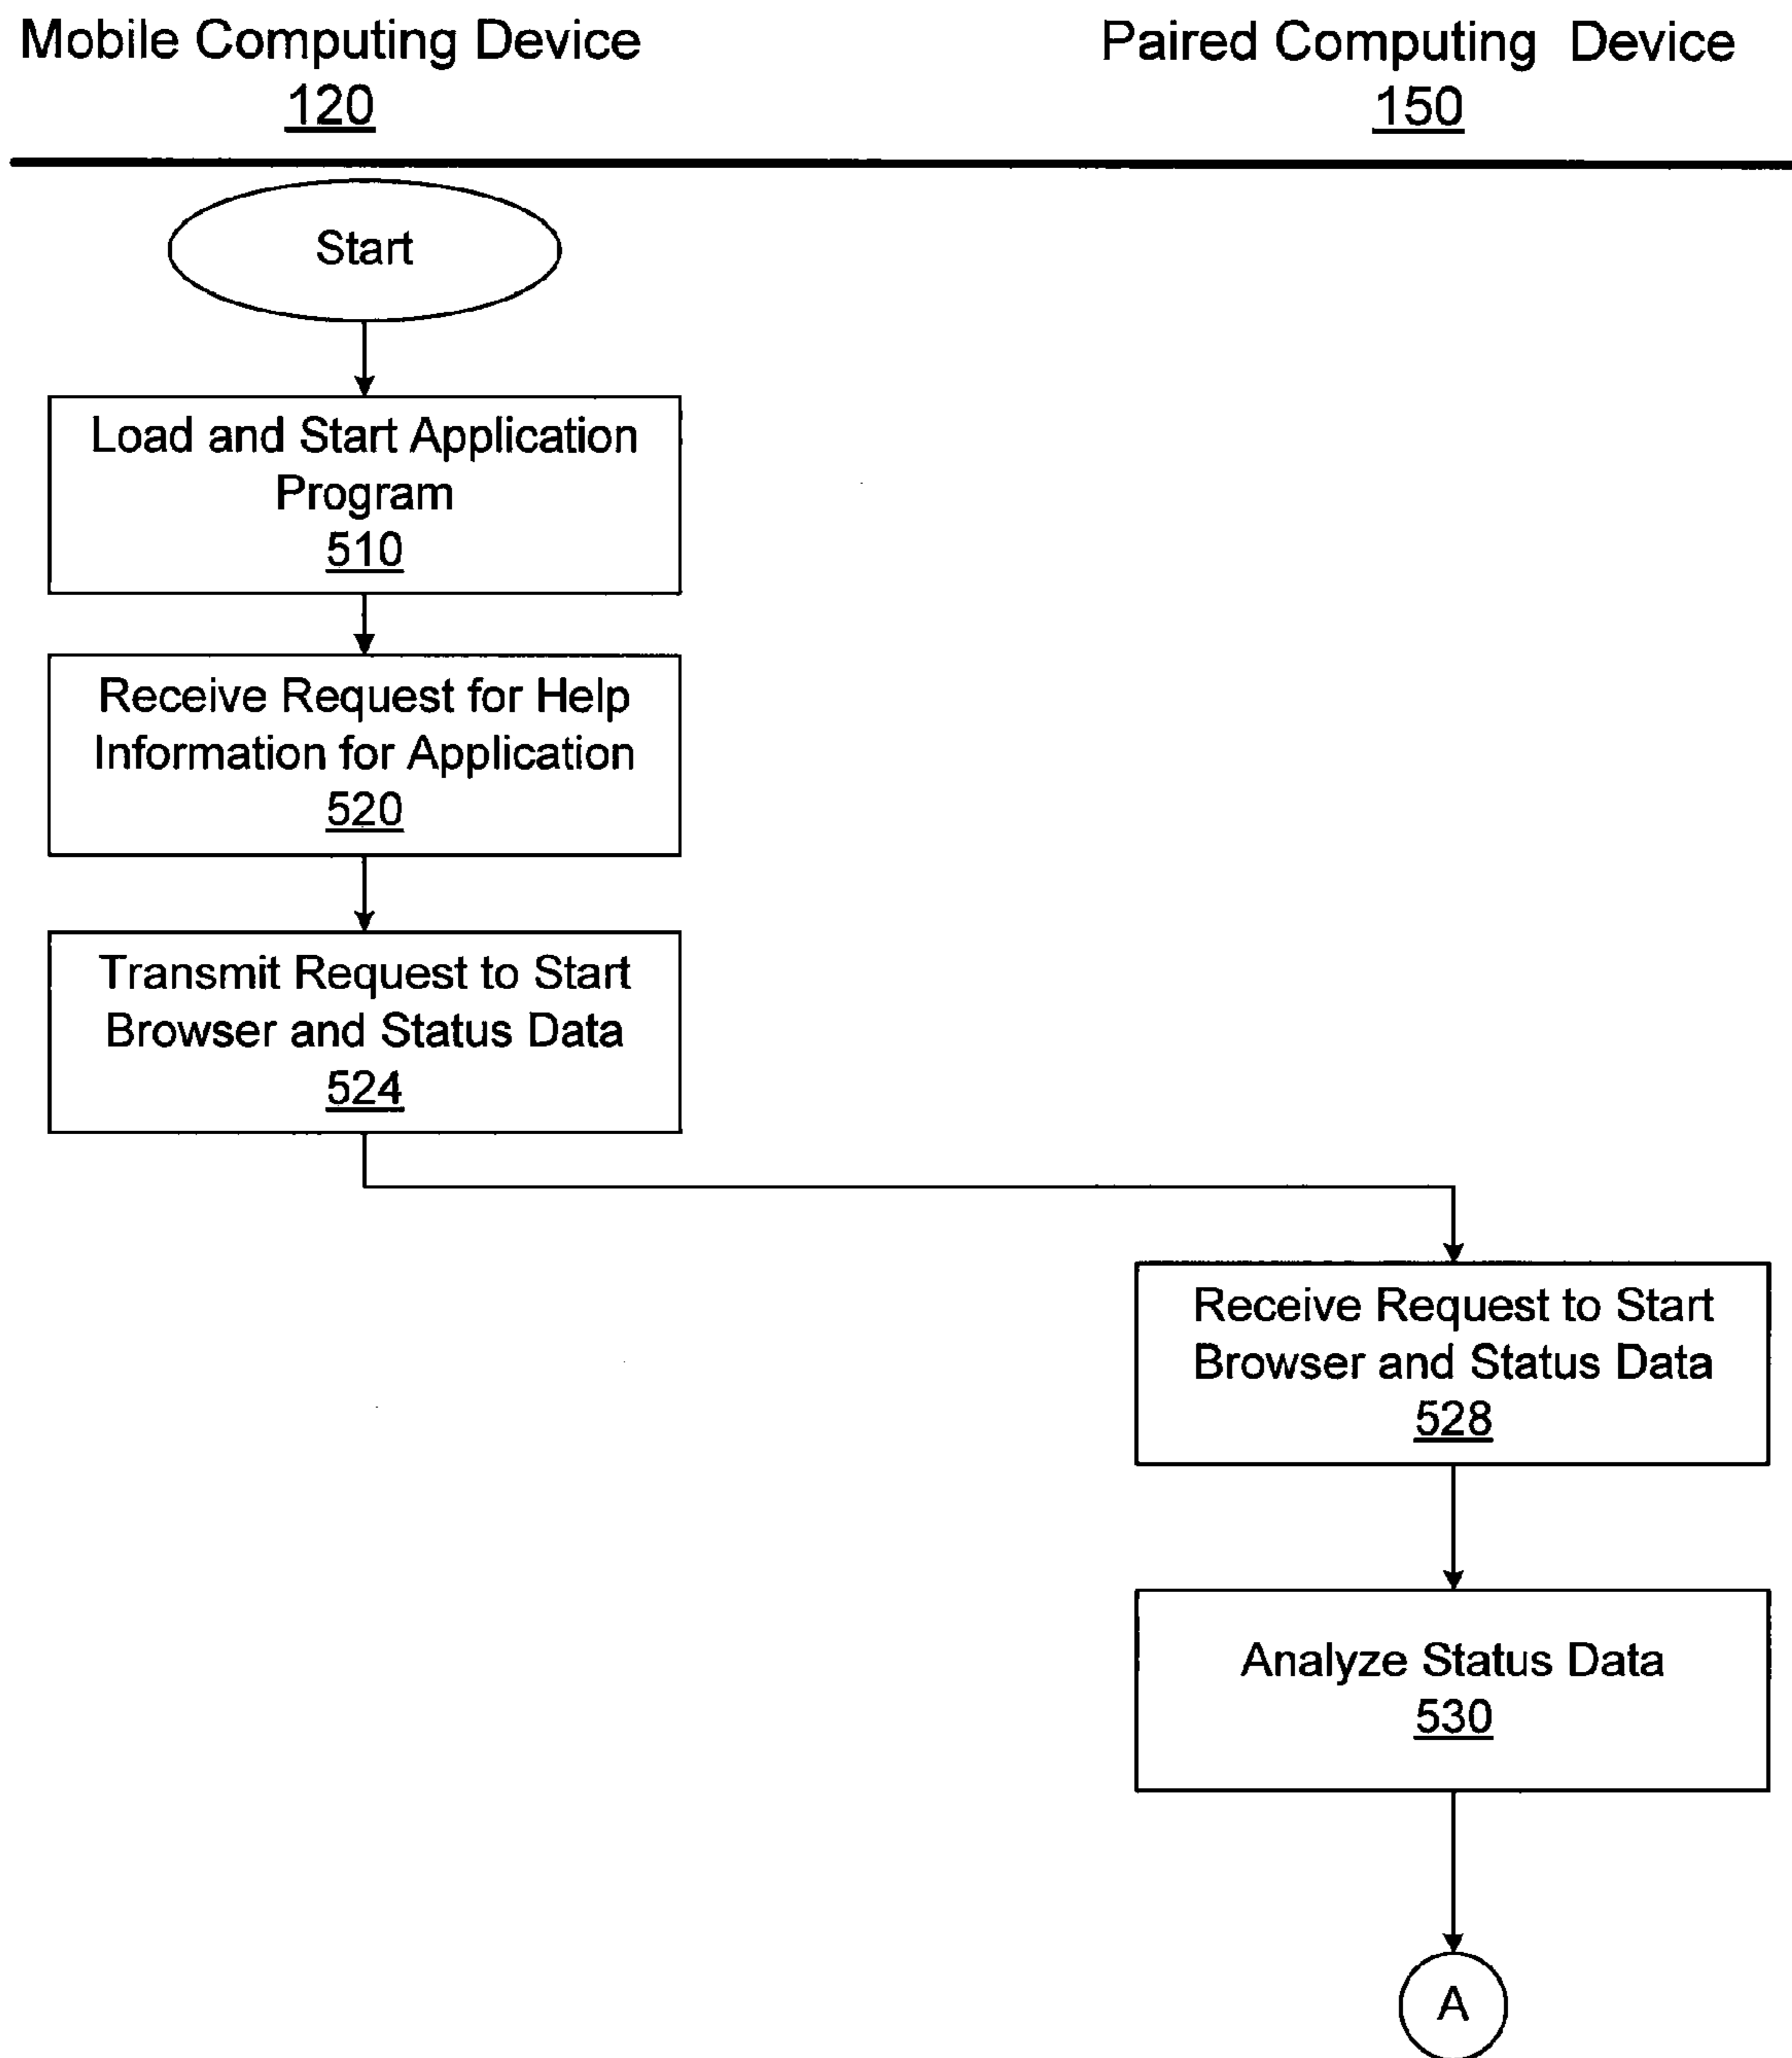 Mobile Computing Device
120
Paired Computing Device
150
Start
Load and Start Application
Program
510
Receive Request for Help
Information for Application
520
Transmit Request to Start
Browser and Status Data
524
Receive Request to Start
Browser and Status Data
528
Analyze Status Data
530
A